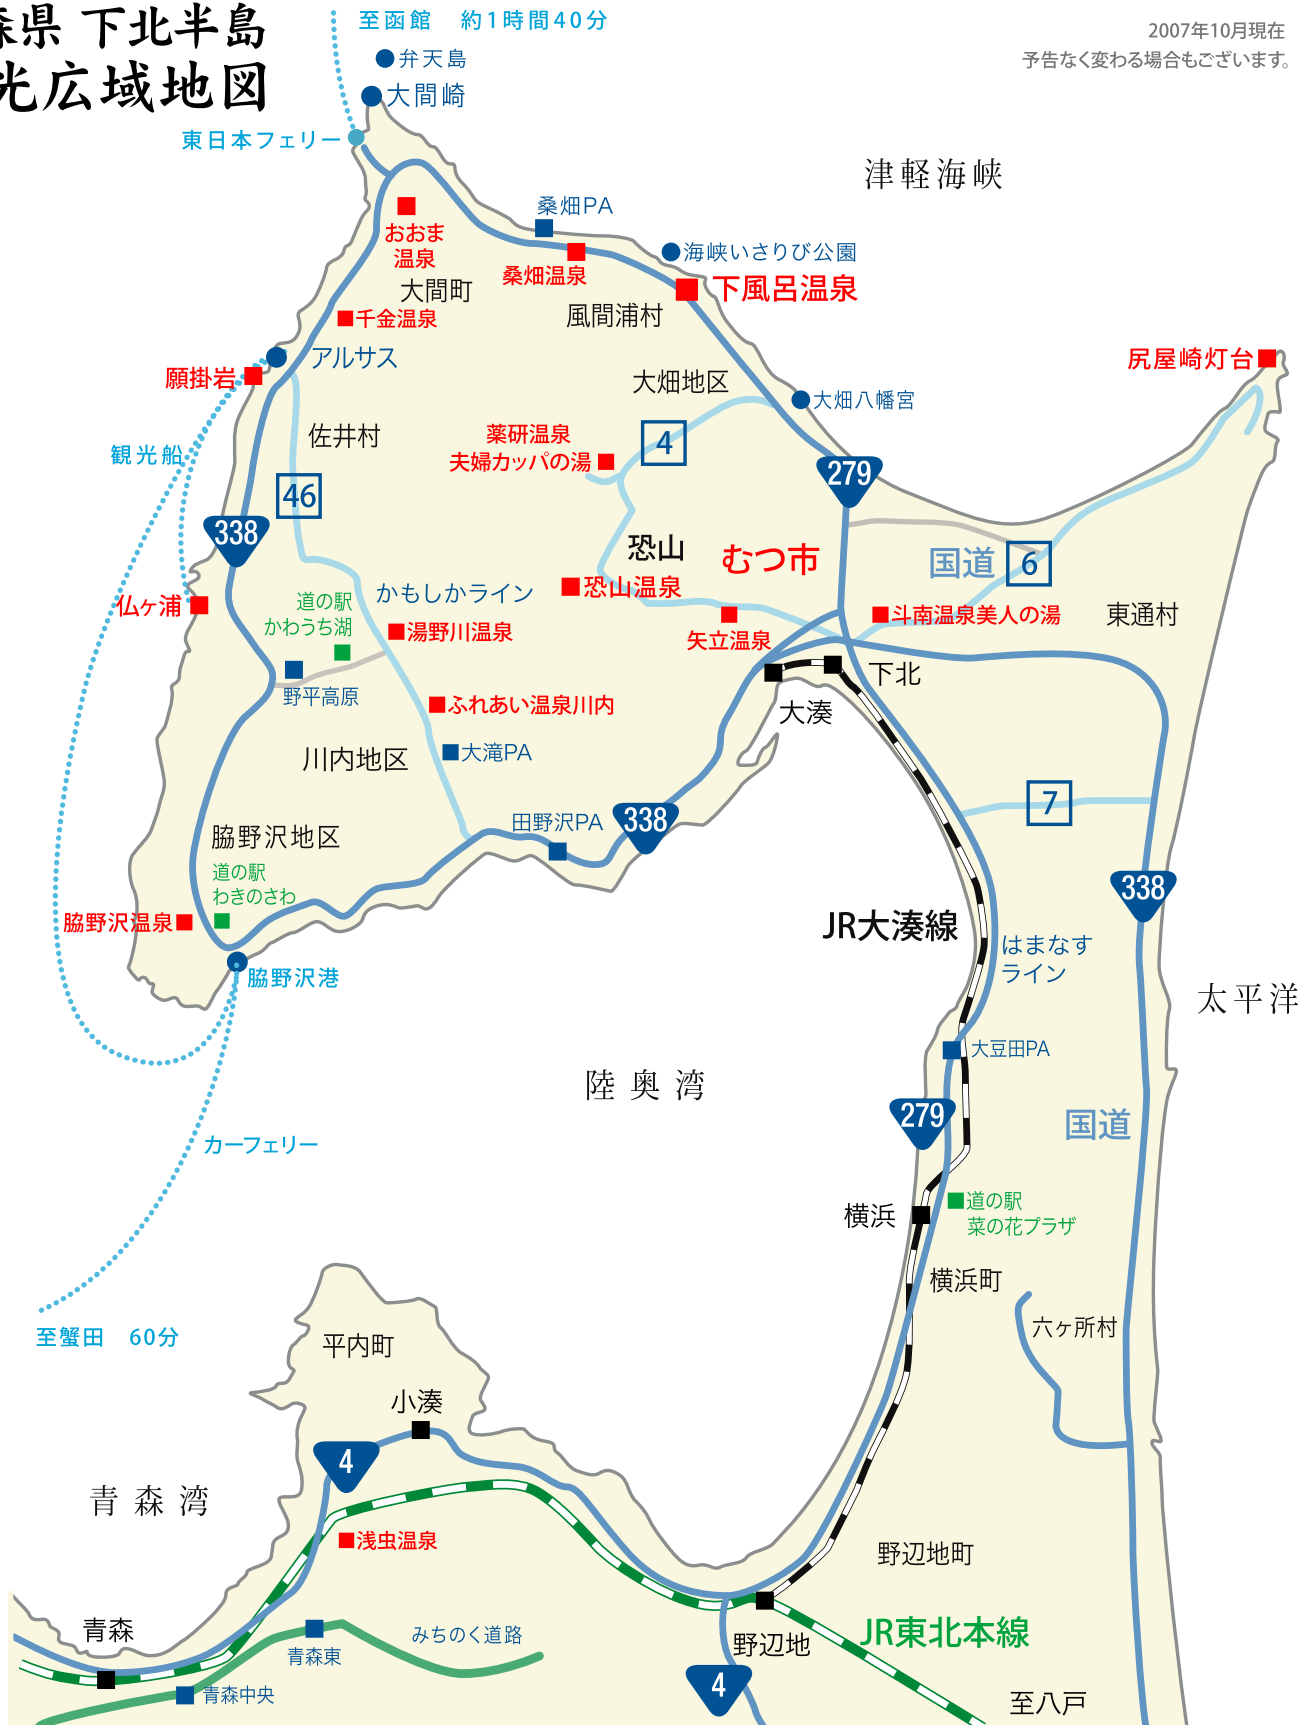 森県 下北半島
光広域地図
至函館　約1時間40分
2007年10月現在
予告なく変わる場合もございます。
弁天島
大間崎
東日本フェリー
津軽海峡
桑畑PA
おおま
温泉
海峡いさりび公園
桑畑温泉
下風呂温泉
大間町
風間浦村
千金温泉
アルサス
尻屋崎灯台
願掛岩
大畑地区
大畑八幡宮
佐井村
薬研温泉
夫婦カッパの湯
4
観光船
279
46
338
恐山
むつ市
国道
6
かもしかライン
恐山温泉
道の駅
かわうち湖
仏ヶ浦
湯野川温泉
矢立温泉
斗南温泉美人の湯
東通村
野平高原
下北
ふれあい温泉川内
大湊
川内地区
大滝PA
7
田野沢PA
338
脇野沢地区
道の駅
わきのさわ
338
脇野沢温泉
JR大湊線
はまなす
ライン
脇野沢港
太平洋
大豆田PA
陸奥湾
279
国道
カーフェリー
道の駅
菜の花プラザ
横浜
横浜町
至蟹田　60分
六ヶ所村
平内町
小湊
4
青森湾
浅虫温泉
野辺地町
青森
みちのく道路
JR東北本線
野辺地
青森東
4
青森中央
至八戸